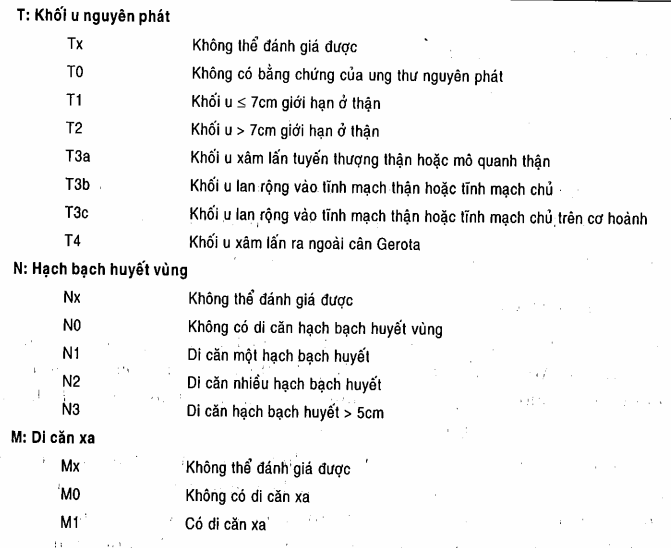 T: Khối u nguyên phát
Tx Không thể đánh giá được
T0 Không có bằng chứng của ung thư nguyên phát
T1 Khối u ≤ 7cm giới hạn ở thận
T2 Khối u > 7cm giới hạn ở thận
T3a Khối u xâm lấn tuyến thượng thận hoặc mô quanh thận
T3b Khối u lan rộng vào tĩnh mạch thận hoặc tĩnh mạch chủ
T3c Khối u lan rộng vào tĩnh mạch thận hoặc tĩnh mạch chủ trên cơ hoành
T4 Khối u xâm lấn ra ngoài cân Gerota
N: Hạch bạch huyết vùng
Nx Không thể đánh giá được
N0 Không có di căn hạch bạch huyết vùng
N1 Di căn một hạch bạch huyết
N2 Di căn nhiều hạch bạch huyết
N3 Di căn hạch bạch huyết > 5cm
M: Di căn xa
Mx Không thể đánh giá được
M0 Không có di căn xa
M1 Có di căn xa